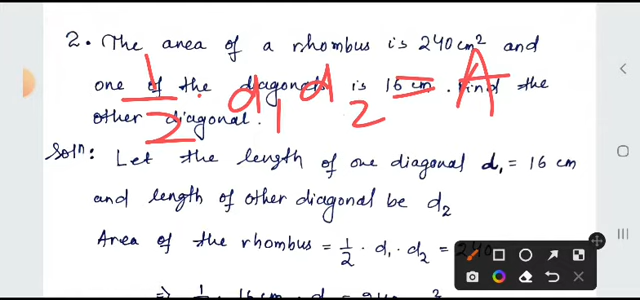 2. The area of a rhombus is 240 cm² and
one of the diagonals is 16 cm. Find the
other diagonal.
1/2 . d₁ d₂ = A
Soln: Let the length of one diagonal d₁ = 16 cm
and length of other diagonal be d₂
Area of the rhombus = 1/2 . d₁ . d₂ = 240